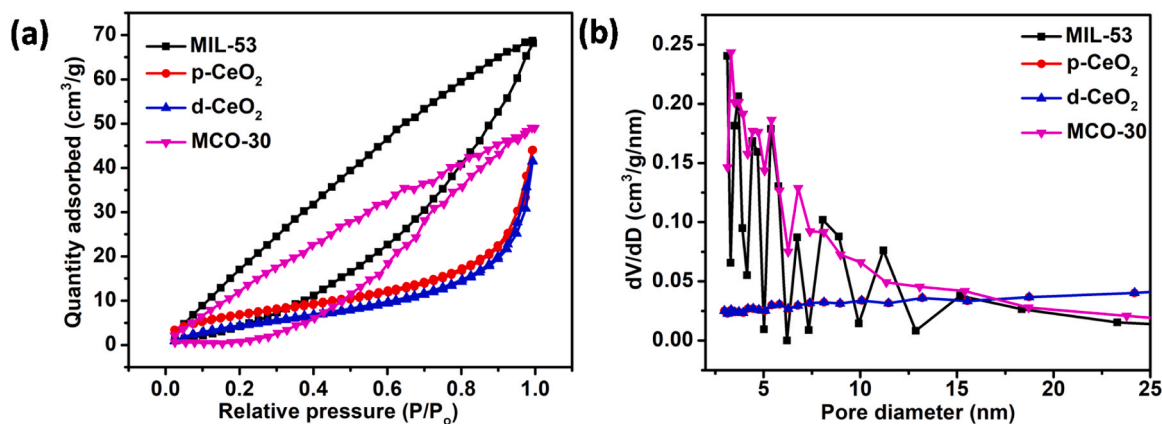 (a)
MIL-53
p-CeO₂
d-CeO₂
MCO-30
Quantity adsorbed (cm³/g)
80
70
60
50
40
30
20
10
0
0.0 0.2 0.4 0.6 0.8 1.0
Relative pressure (P/Pₒ)
(b)
MIL-53
p-CeO₂
d-CeO₂
MCO-30
dV/dD (cm³/g/nm)
0.25
0.20
0.15
0.10
0.05
0.00
5 10 15 20 25
Pore diameter (nm)